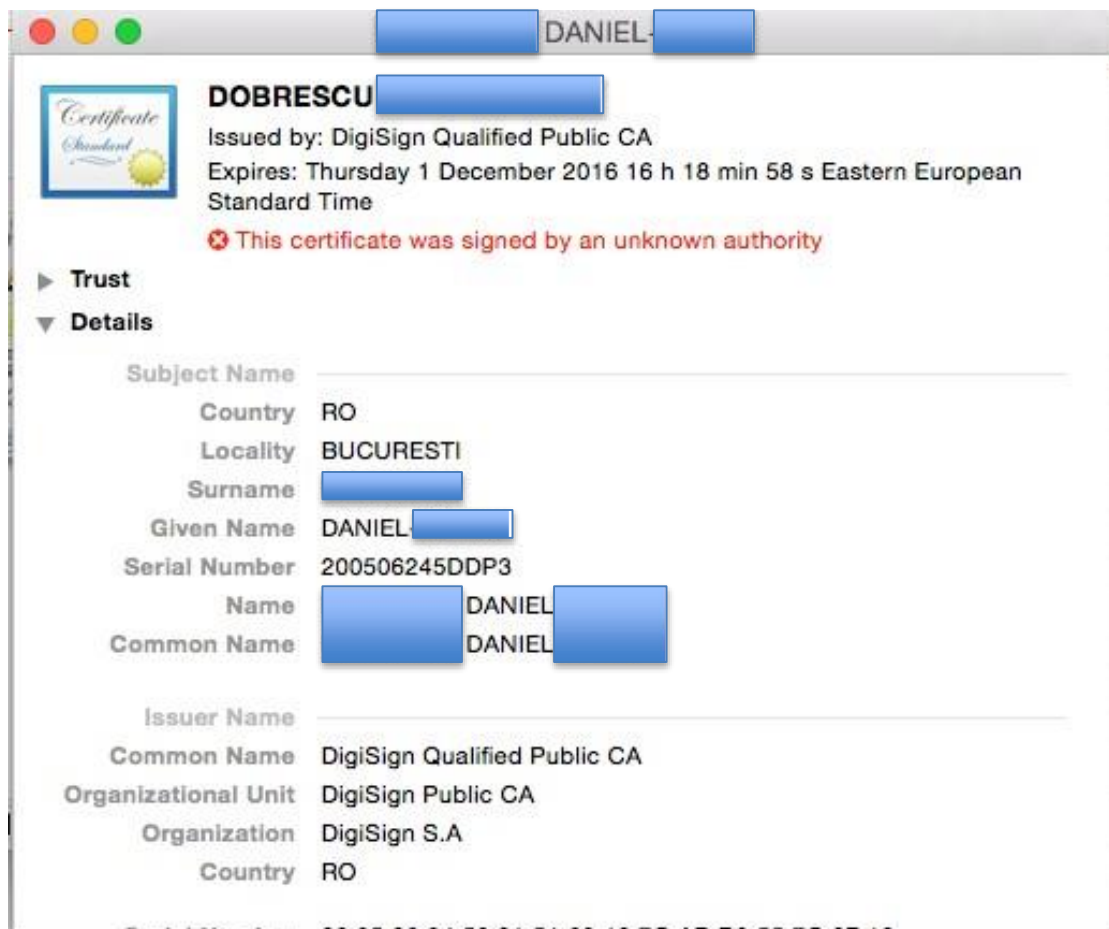 DANIEL-
Certificate
Standard
DOBRESCU
Issued by: DigiSign Qualified Public CA
Expires: Thursday 1 December 2016 16 h 18 min 58 s Eastern European
Standard Time
This certificate was signed by an unknown authority
Trust
Details
Subject Name
Country RO
Locality BUCURESTI
Surname
Given Name DANIEL-
Serial Number 200506245DDP3
Name DANIEL
Common Name DANIEL
Issuer Name
Common Name DigiSign Qualified Public CA
Organizational Unit DigiSign Public CA
Organization DigiSign S.A
Country RO